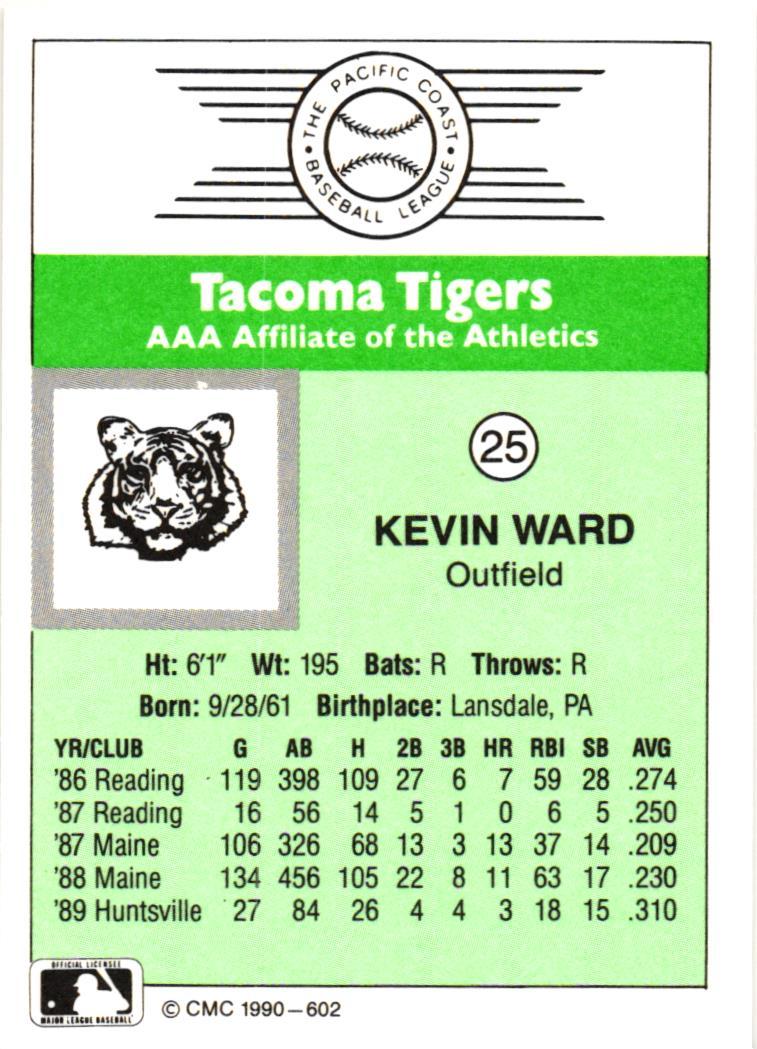 THE PACIFIC COAST
• BASEBALL LEAGUE •
Tacoma Tigers
AAA Affiliate of the Athletics
25
KEVIN WARD
Outfield
Ht: 6'1" Wt: 195 Bats: R Throws: R
Born: 9/28/61 Birthplace: Lansdale, PA
YR/CLUB G AB H 2B 3B HR RBI SB AVG
'86 Reading 119 398 109 27 6 7 59 28 .274
'87 Reading 16 56 14 5 1 0 6 5 .250
'87 Maine 106 326 68 13 3 13 37 14 .209
'88 Maine 134 456 105 22 8 11 63 17 .230
'89 Huntsville 27 84 26 4 4 3 18 15 .310
OFFICIAL LICENSEE
MAJOR LEAGUE BASEBALL
© CMC 1990–602